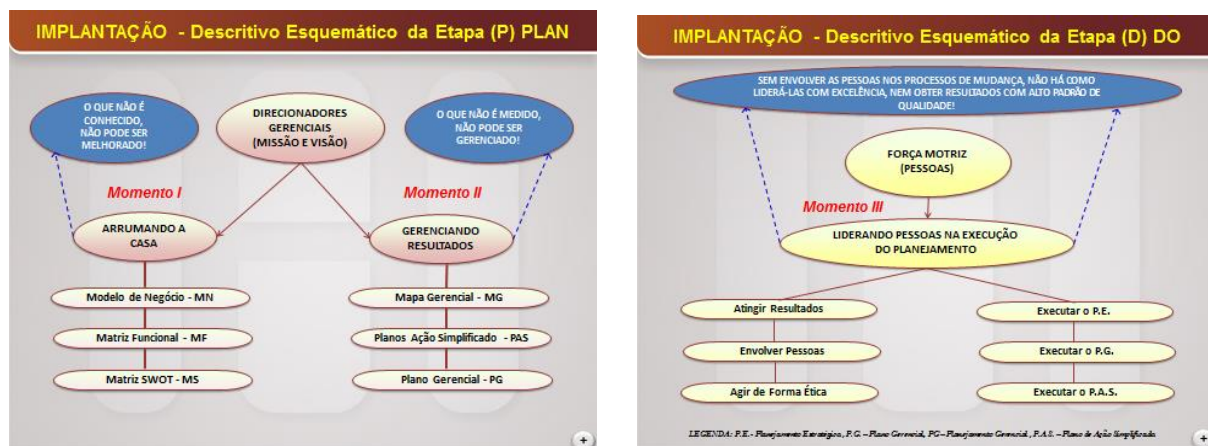 IMPLANTAÇÃO - Descritivo Esquemático da Etapa (P) PLAN
O QUE NÃO É
CONHECIDO,
NÃO PODE SER
MELHORADO!
DIRECIONADORES
GERENCIAIS
(MISSÃO E VISÃO)
O QUE NÃO É MEDIDO,
NÃO PODE SER
GERENCIADO!
Momento I
Momento II
ARRUMANDO A
CASA
GERENCIANDO
RESULTADOS
Modelo de Negócio - MN
Matriz Funcional - MF
Matriz SWOT - MS
Mapa Gerencial - MG
Planos Ação Simplificado - PAS
Plano Gerencial - PG
+
IMPLANTAÇÃO - Descritivo Esquemático da Etapa (D) DO
SEM ENVOLVER AS PESSOAS NOS PROCESSOS DE MUDANÇA, NÃO HÁ COMO
LIDERÁ-LAS COM EXCELÊNCIA, NEM OBTER RESULTADOS COM ALTO PADRÃO DE
QUALIDADE!
FORÇA MOTRIZ
(PESSOAS)
Momento III
LIDERANDO PESSOAS NA EXECUÇÃO
DO PLANEJAMENTO
Atingir Resultados
Envolver Pessoas
Agir de Forma Ética
Executar o P.E.
Executar o P.G.
Executar o P.A.S.
LEGENDA: P.E.- Planejamento Estratégico, P.G. – Plano Gerencial, PG – Planejamento Gerencial, P.A.S. – Plano de Ação Simplificada
+